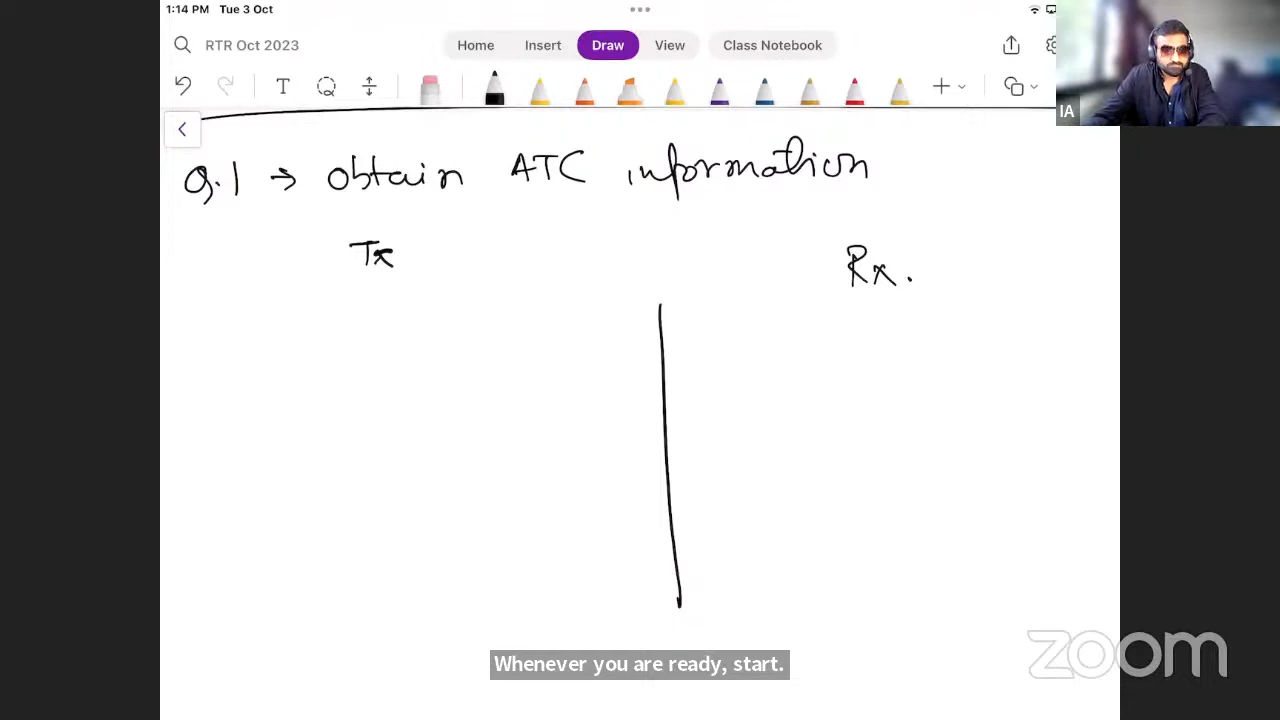 1:14 PM Tue 3 Oct
RTR Oct 2023
Home Insert Draw View Class Notebook
T
IA
Q.1 → Obtain ATC information
Tx Rx.
Whenever you are ready, start.
zoom